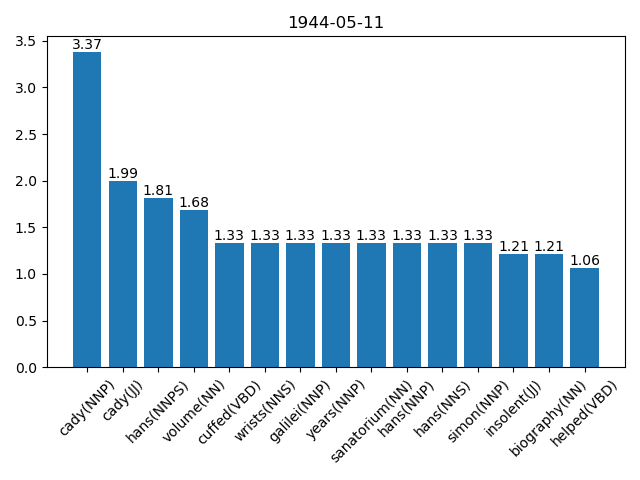 1944-05-11
3.5
3.0
2.5
2.0
1.5
1.0
0.5
0.0
3.37
1.99
1.81
1.68
1.33
1.33
1.33
1.33
1.33
1.33
1.33
1.33
1.21
1.21
1.06
cady(NNP)
cady(JJ)
hans(NNPS)
volume(NN)
cuffed(VBD)
wrists(NNS)
galilei(NNP)
years(NNP)
sanatorium(NN)
hans(NNP)
hans(NNS)
simon(NNP)
insolent(JJ)
biography(NN)
helped(VBD)